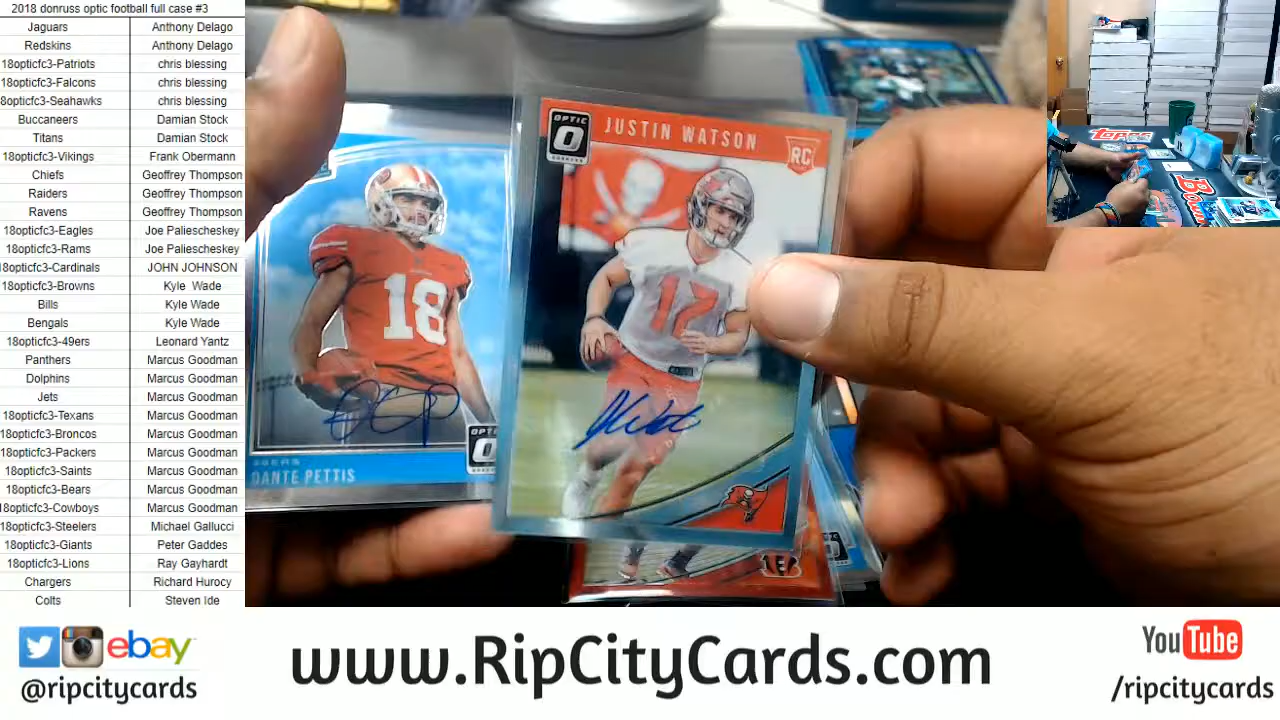 2018 donruss optic football full case #3
Jaguars Anthony Delago
Redskins Anthony Delago
18opticfc3-Patriots chris blessing
18opticfc3-Falcons chris blessing
8opticfc3-Seahawks chris blessing
Buccaneers Damian Stock
Titans Damian Stock
18opticfc3-Vikings Frank Obermann
Chiefs Geoffrey Thompson
Raiders Geoffrey Thompson
Ravens Geoffrey Thompson
18opticfc3-Eagles Joe Paliescheskey
18opticfc3-Rams Joe Paliescheskey
18opticfc3-Cardinals JOHN JOHNSON
18opticfc3-Browns Kyle Wade
Bills Kyle Wade
Bengals Kyle Wade
18opticfc3-49ers Leonard Yantz
Panthers Marcus Goodman
Dolphins Marcus Goodman
Jets Marcus Goodman
18opticfc3-Texans Marcus Goodman
18opticfc3-Broncos Marcus Goodman
18opticfc3-Packers Marcus Goodman
18opticfc3-Saints Marcus Goodman
18opticfc3-Bears Marcus Goodman
18opticfc3-Cowboys Marcus Goodman
18opticfc3-Steelers Michael Gallucci
18opticfc3-Giants Peter Gaddes
18opticfc3-Lions Ray Gayhardt
Chargers Richard Hurocy
Colts Steven Ide
OPTIC
JUSTIN WATSON
RC
17
18
49ERS
DANTE PETTIS
OPTIC
Topps
Bowman
ebay
@ripcitycards
www.RipCityCards.com
YouTube
/ripcitycards